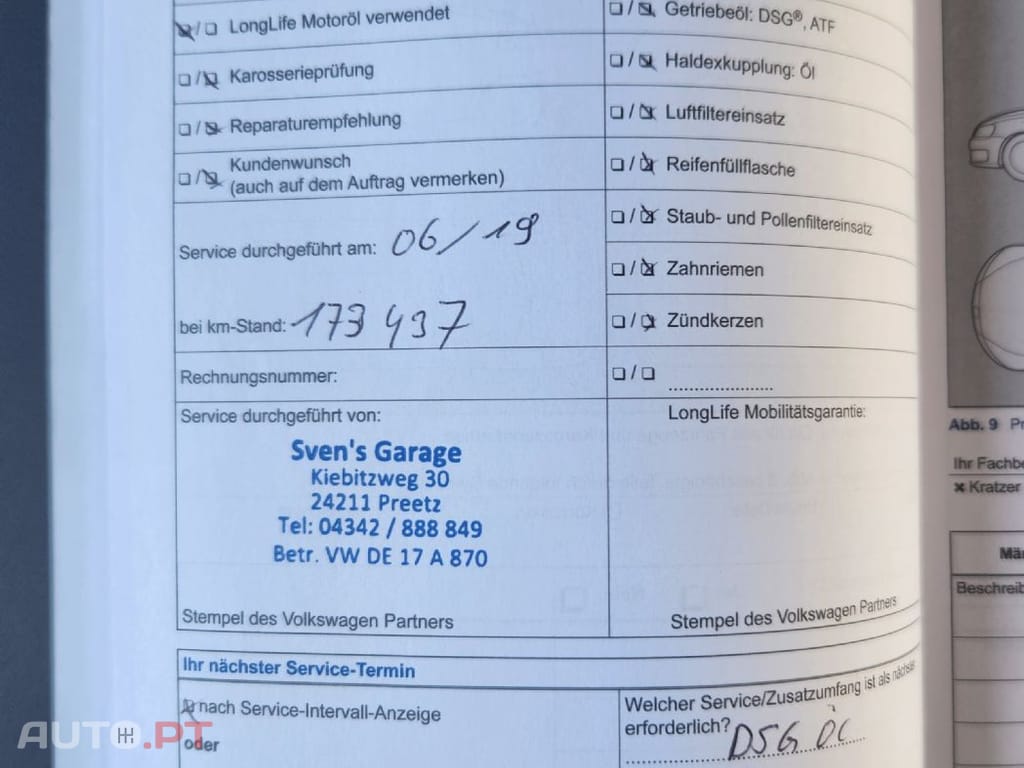 LongLife Motoröl verwendet
Karosserieprüfung
Reparaturempfehlung
Kundenwunsch
(auch auf dem Auftrag vermerken)
Service durchgeführt am: 06/19
bei km-Stand: 173 437
Rechnungsnummer:
Service durchgeführt von:
Sven's Garage
Kiebitzweg 30
24211 Preetz
Tel: 04342 / 888 849
Betr. VW DE 17 A 870
Stempel des Volkswagen Partners
Getriebeöl: DSG®, ATF
Haldexkupplung: Öl
Luftfiltereinsatz
Reifenfüllflasche
Staub- und Pollenfiltereinsatz
Zahnriemen
Zündkerzen
LongLife Mobilitätsgarantie:
Stempel des Volkswagen Partners
Ihr nächster Service-Termin
nach Service-Intervall-Anzeige
oder
Welcher Service/Zusatzumfang ist als nächstes
erforderlich? DSG ÖL
Abb. 9
Ihr
Kratzer
AUTO.PT